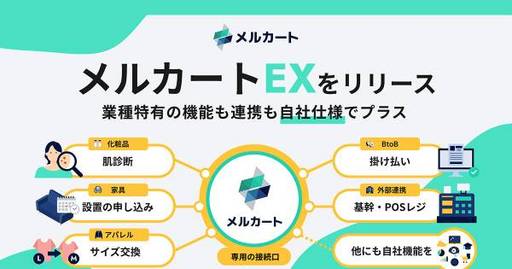 メルカート
メルカートEXをリリース
業種特有の機能も連携も自社仕様でプラス
化粧品
肌診断
家具
設置の申し込み
アパレル
サイズ交換
L
M
メルカート
専用の接続口
BtoB
掛け払い
外部連携
基幹・POSレジ
他にも自社機能を